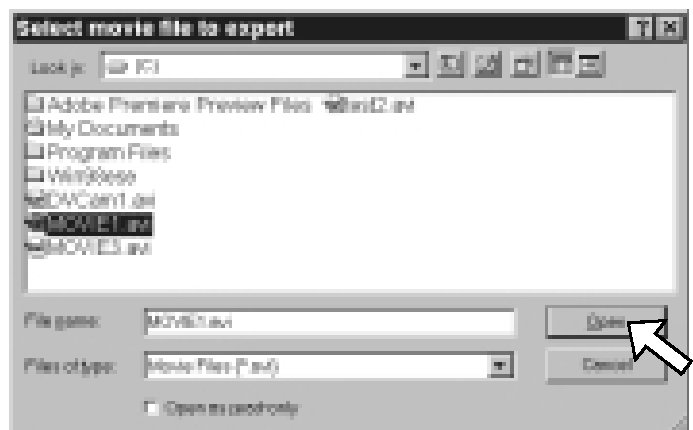 Select movie file to export
Look in: (C:)
Adobe Premiere Preview Files
My Documents
Program Files
DVCam1.avi
MOVIE1.avi
MOVIE3.avi
File name: MOVIE1.avi
Open
Files of type: Movie Files (*.avi)
Cancel
Open as read-only